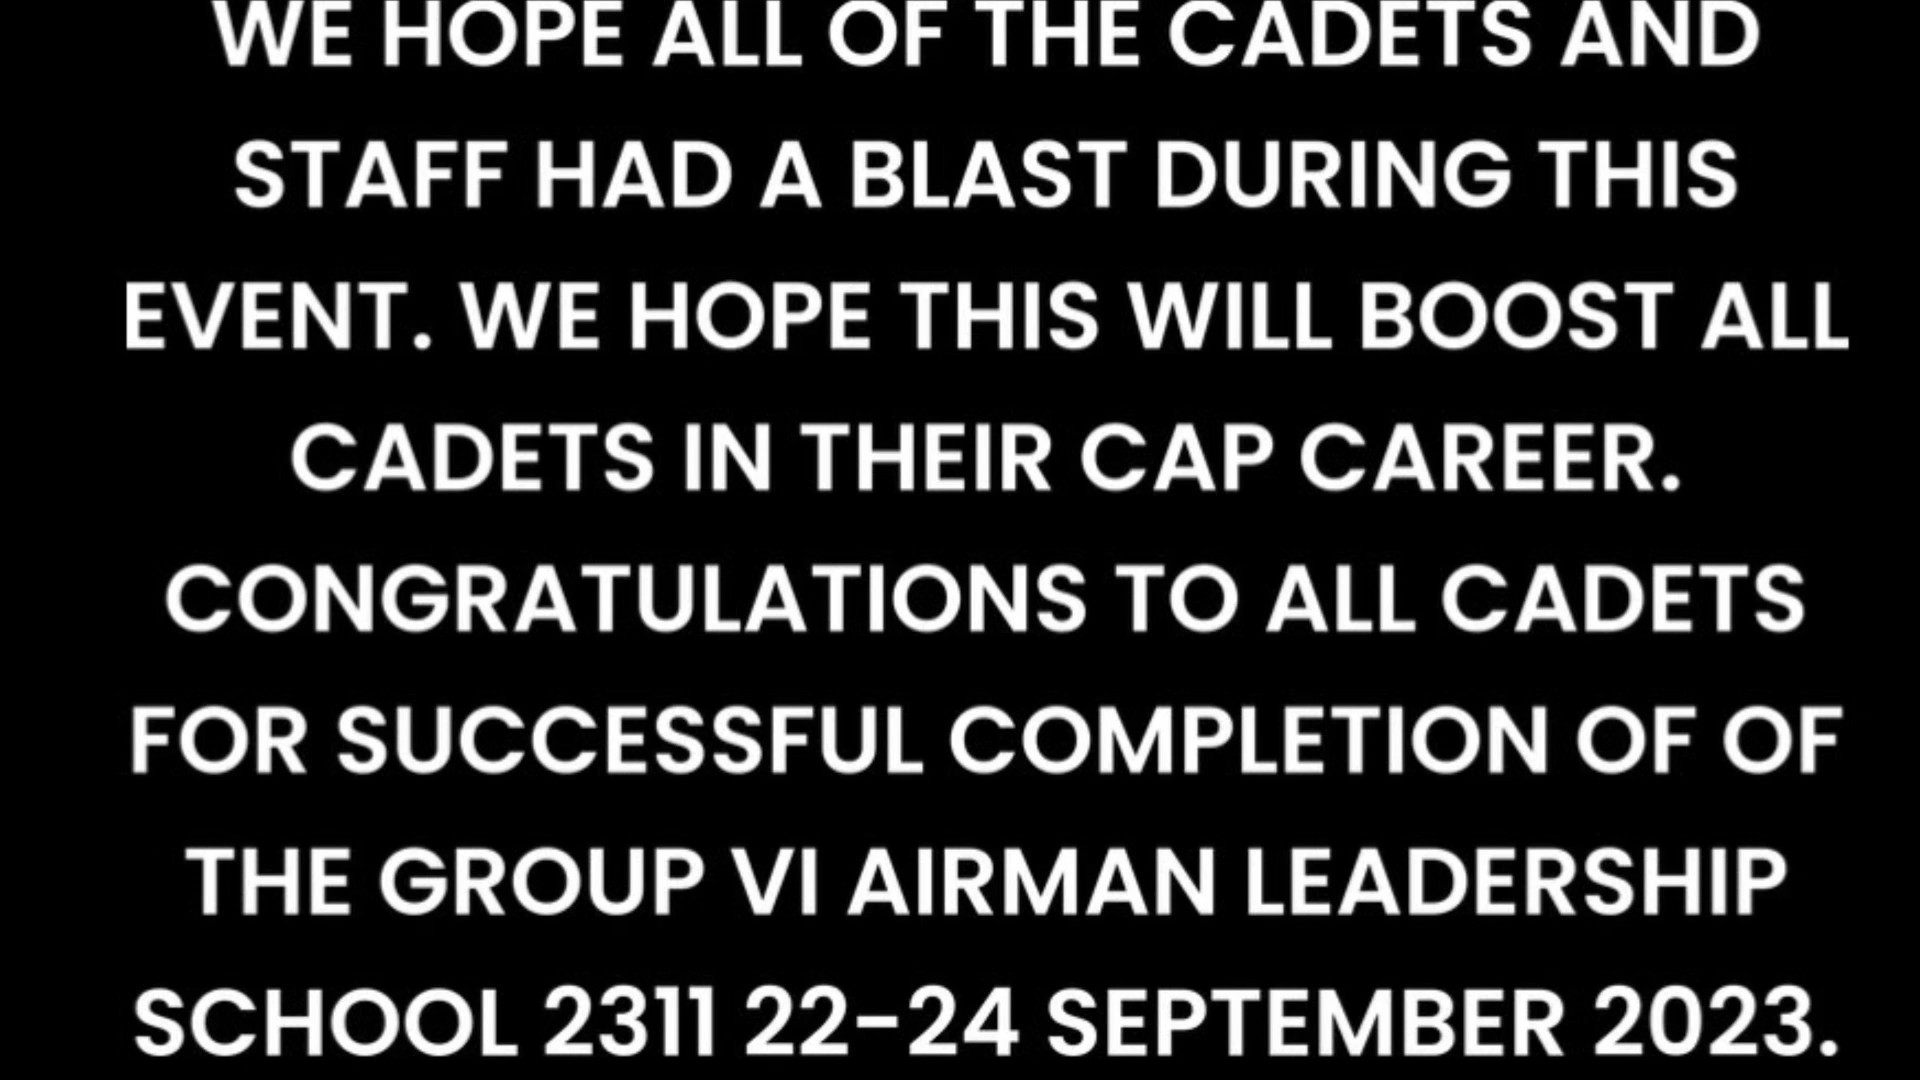 WE HOPE ALL OF THE CADETS AND
STAFF HAD A BLAST DURING THIS
EVENT. WE HOPE THIS WILL BOOST ALL
CADETS IN THEIR CAP CAREER.
CONGRATULATIONS TO ALL CADETS
FOR SUCCESSFUL COMPLETION OF OF
THE GROUP VI AIRMAN LEADERSHIP
SCHOOL 2311 22-24 SEPTEMBER 2023.